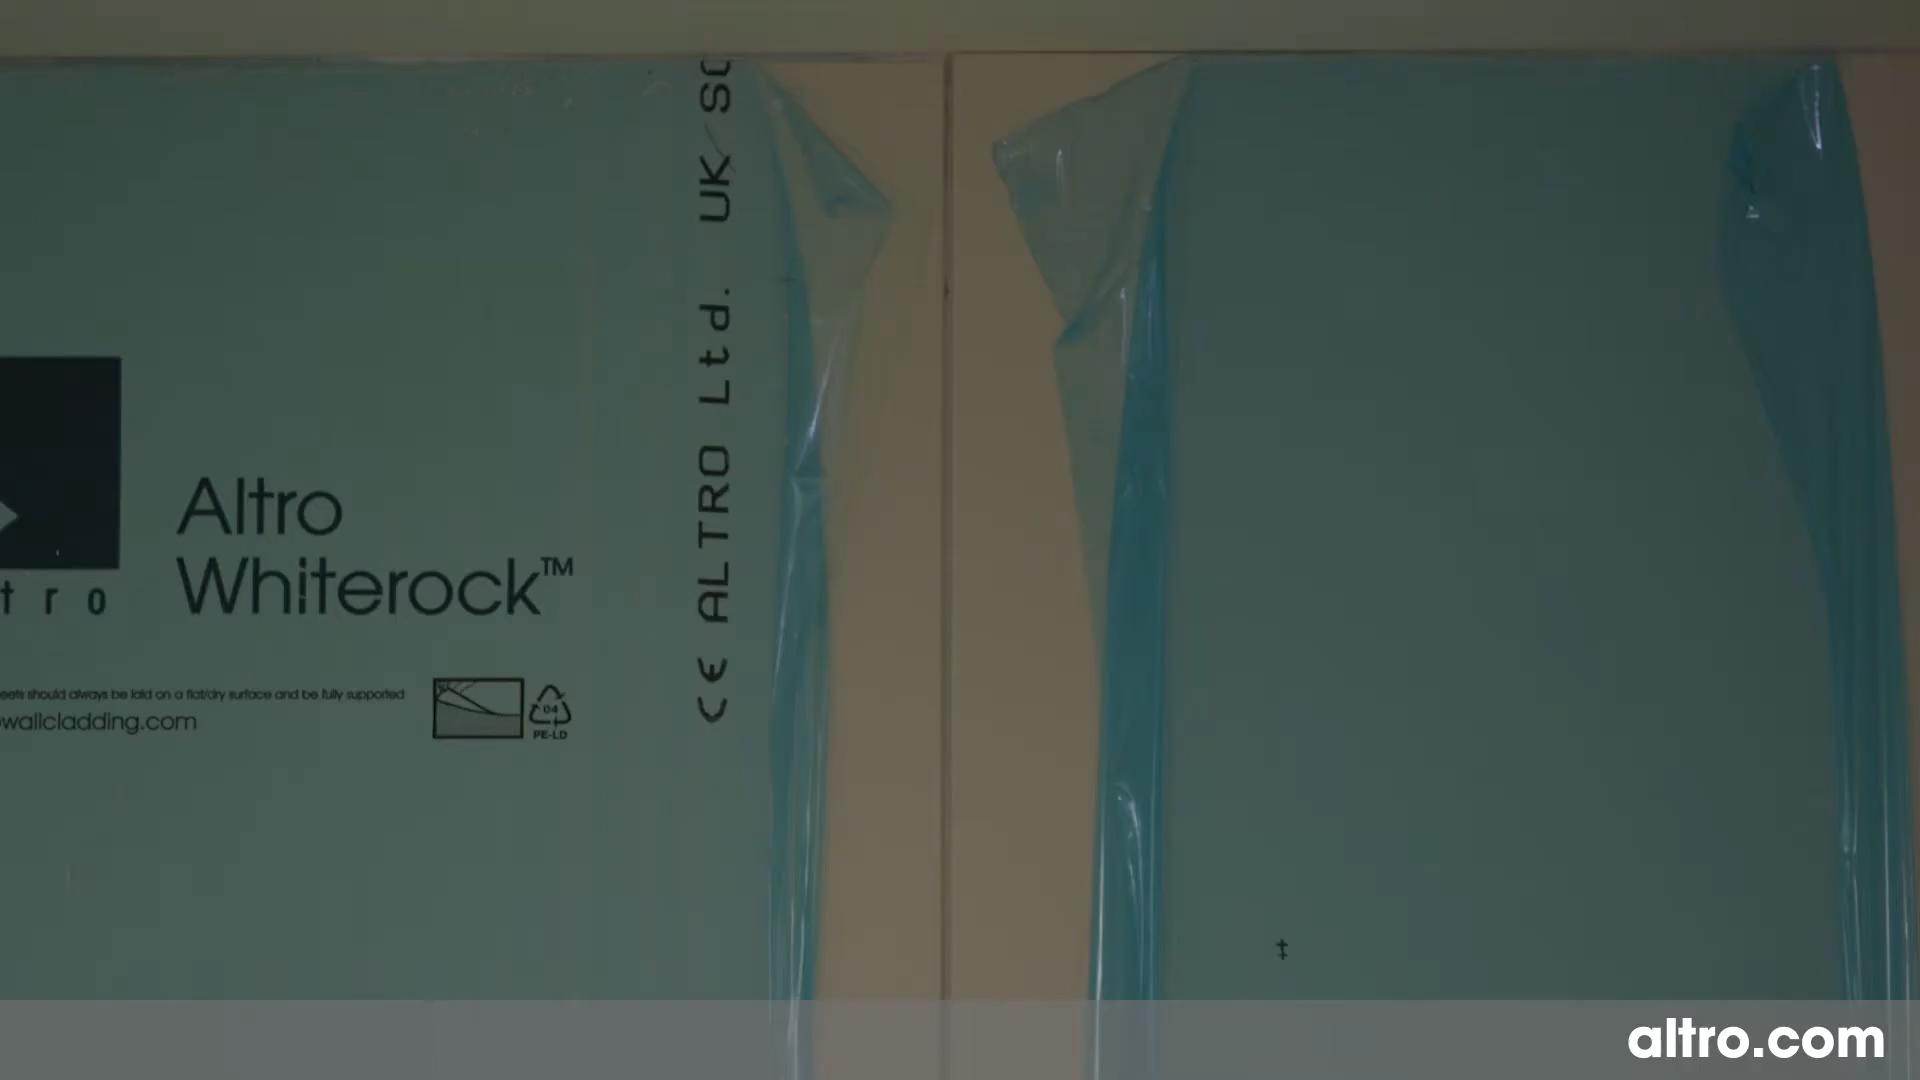 tro
Altro
Whiterock™
eets should always be laid on a flat/dry surface and be fully supported
wallcladding.com
04
PE-LD
CE ALTRO Ltd. UK
altro.com